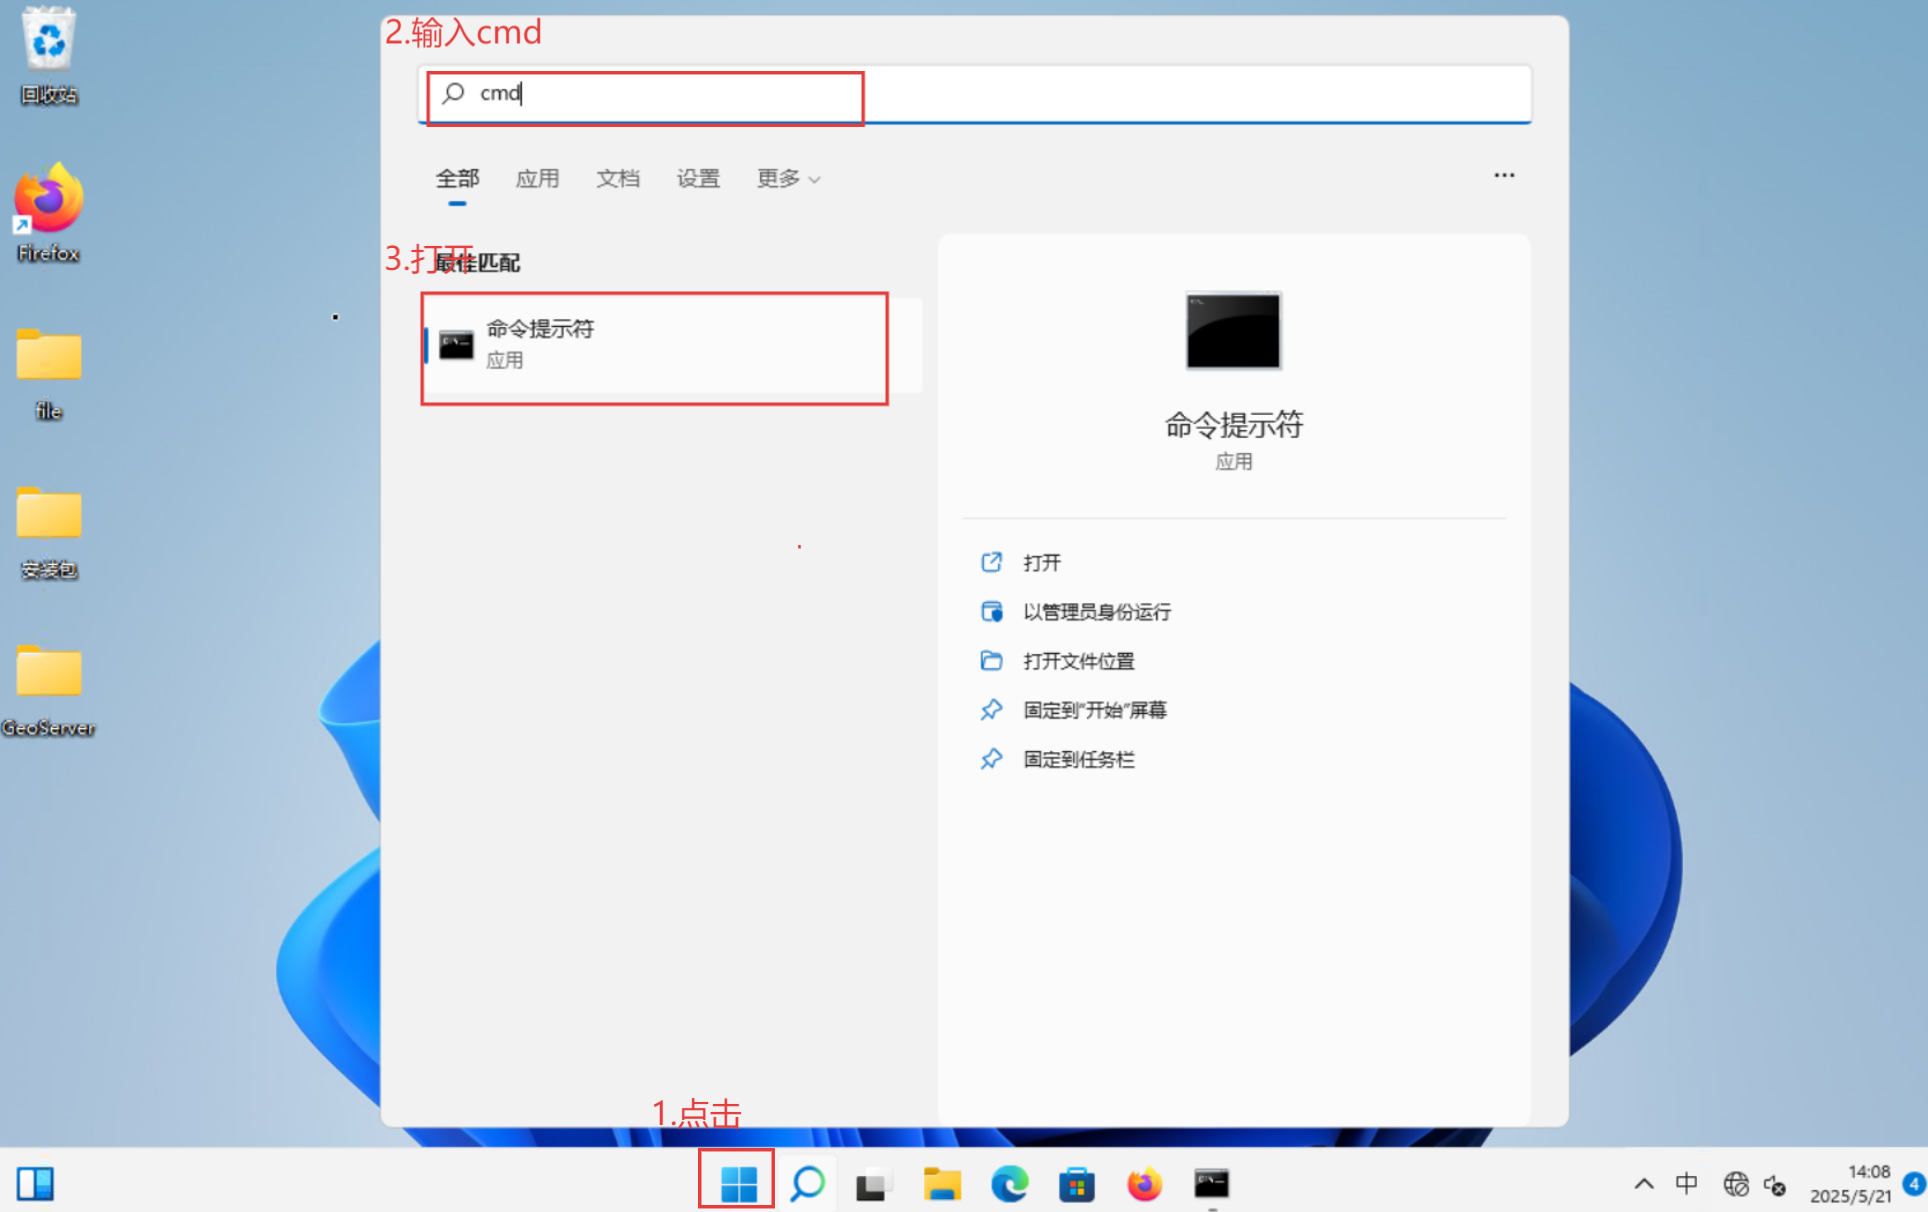 2.输入cmd
cmd
全部 应用 文档 设置 更多
3.打开
最佳匹配
命令提示符
应用
命令提示符
应用
打开
以管理员身份运行
打开文件位置
固定到"开始"屏幕
固定到任务栏
回收站
Firefox
file
安装包
GeoServer
1.点击
中
14:08
2025/5/21
4